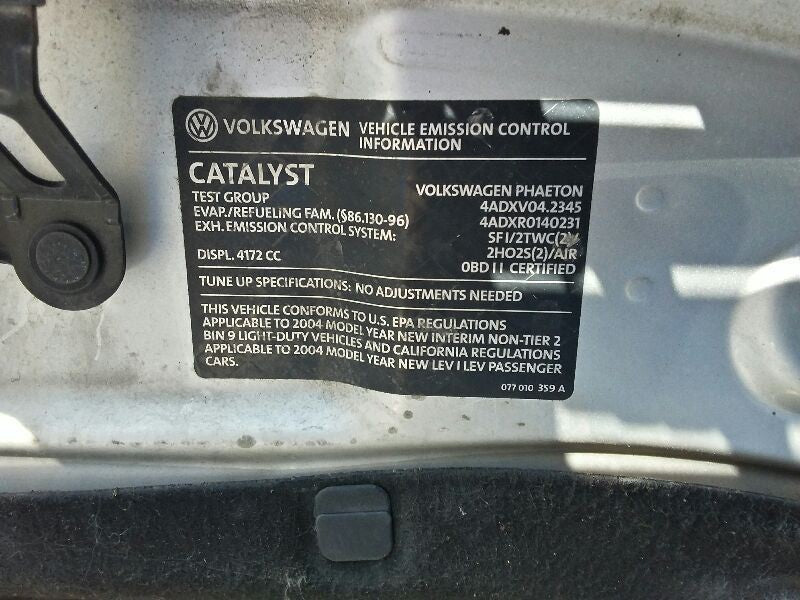 VOLKSWAGEN VEHICLE EMISSION CONTROL
INFORMATION
CATALYST
VOLKSWAGEN PHAETON
TEST GROUP 4ADXV04.2345
EVAP./REFUELING FAM. (§86.130-96) 4ADXR0140231
EXH. EMISSION CONTROL SYSTEM: SFI/2TWC(2)/
2HO2S(2)/AIR
DISPL. 4172 CC OBD II CERTIFIED
TUNE UP SPECIFICATIONS: NO ADJUSTMENTS NEEDED
THIS VEHICLE CONFORMS TO U.S. EPA REGULATIONS
APPLICABLE TO 2004 MODEL YEAR NEW INTERIM NON-TIER 2
BIN 9 LIGHT-DUTY VEHICLES AND CALIFORNIA REGULATIONS
APPLICABLE TO 2004 MODEL YEAR NEW LEV I LEV PASSENGER
CARS.
077 010 359 A